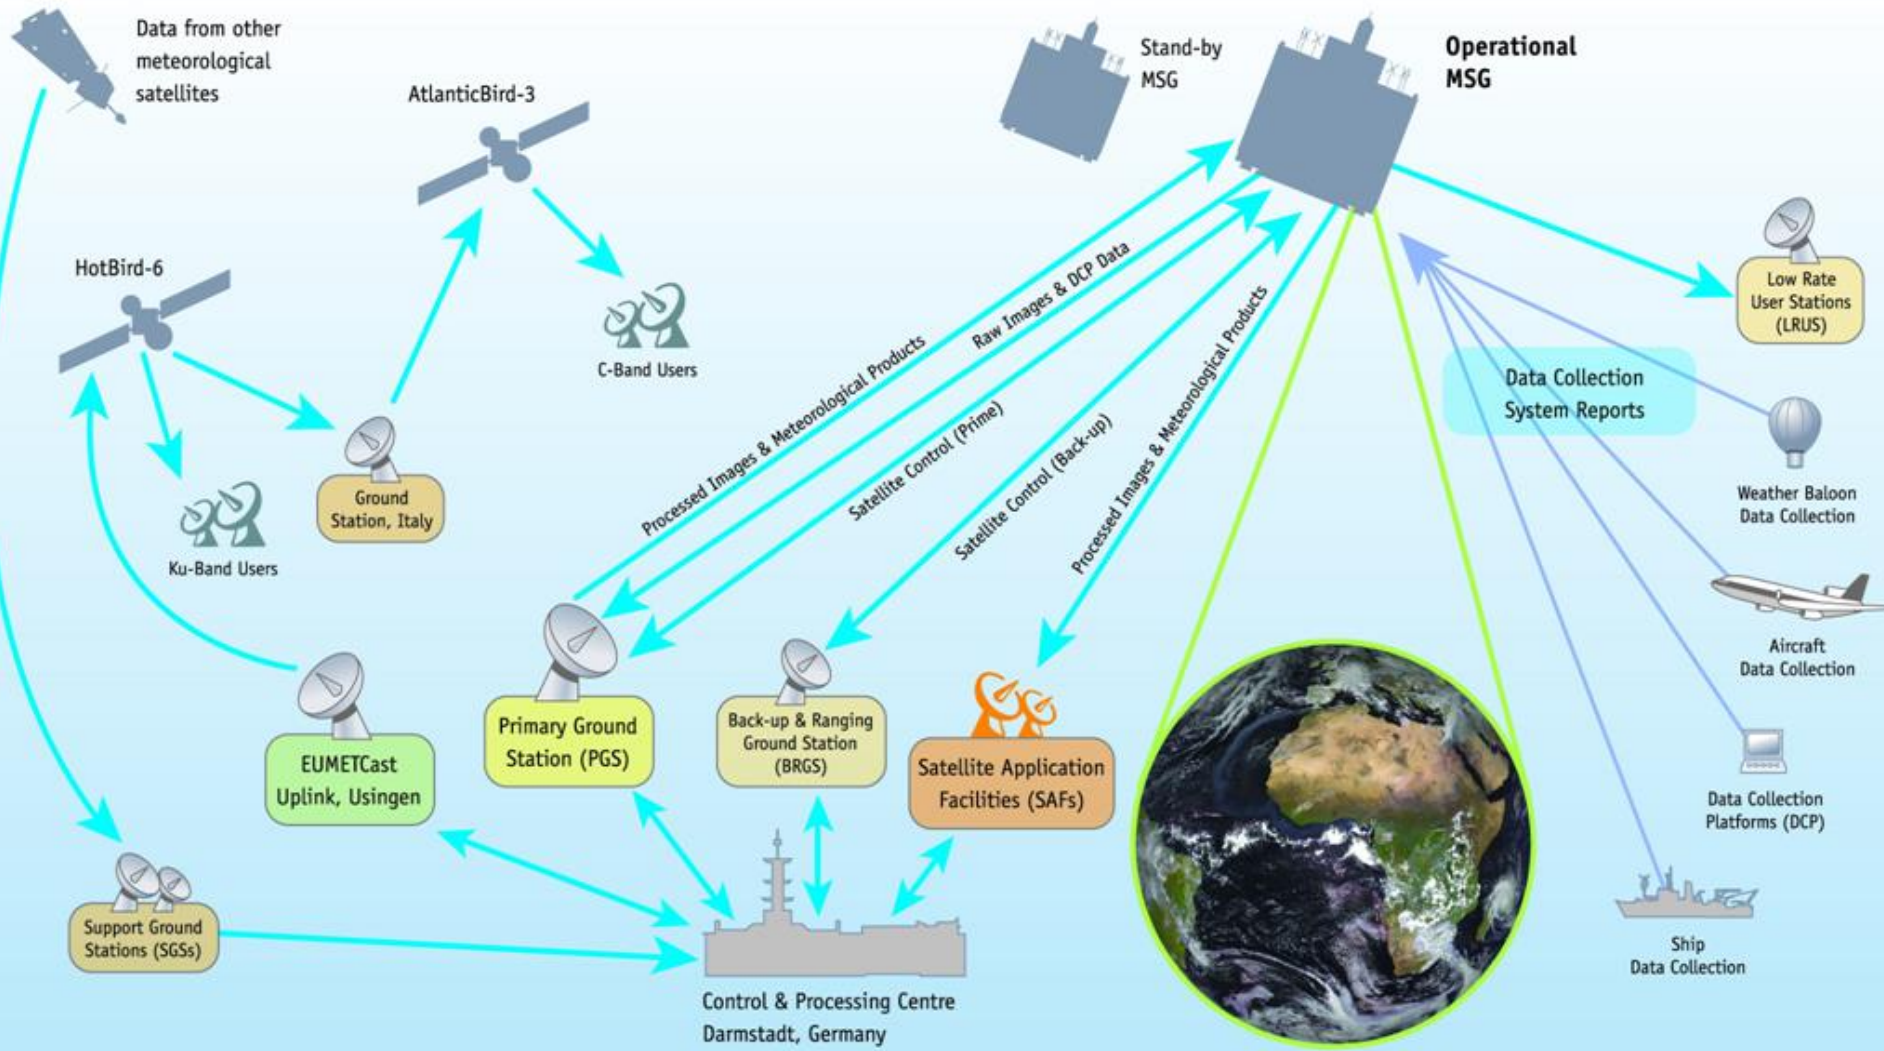 Data from other
meteorological
satellites
AtlanticBird-3
Stand-by
MSG
Operational
MSG
HotBird-6
C-Band Users
Low Rate
User Stations
(LRUS)
Data Collection
System Reports
Processed Images & Meteorological Products
Raw Images & DCP Data
Satellite Control (Prime)
Satellite Control (Back-up)
Processed Images & Meteorological Products
Ground
Station, Italy
Ku-Band Users
Weather Baloon
Data Collection
Aircraft
Data Collection
EUMETCast
Uplink, Usingen
Primary Ground
Station (PGS)
Back-up & Ranging
Ground Station
(BRGS)
Satellite Application
Facilities (SAFs)
Data Collection
Platforms (DCP)
Support Ground
Stations (SGSs)
Ship
Data Collection
Control & Processing Centre
Darmstadt, Germany